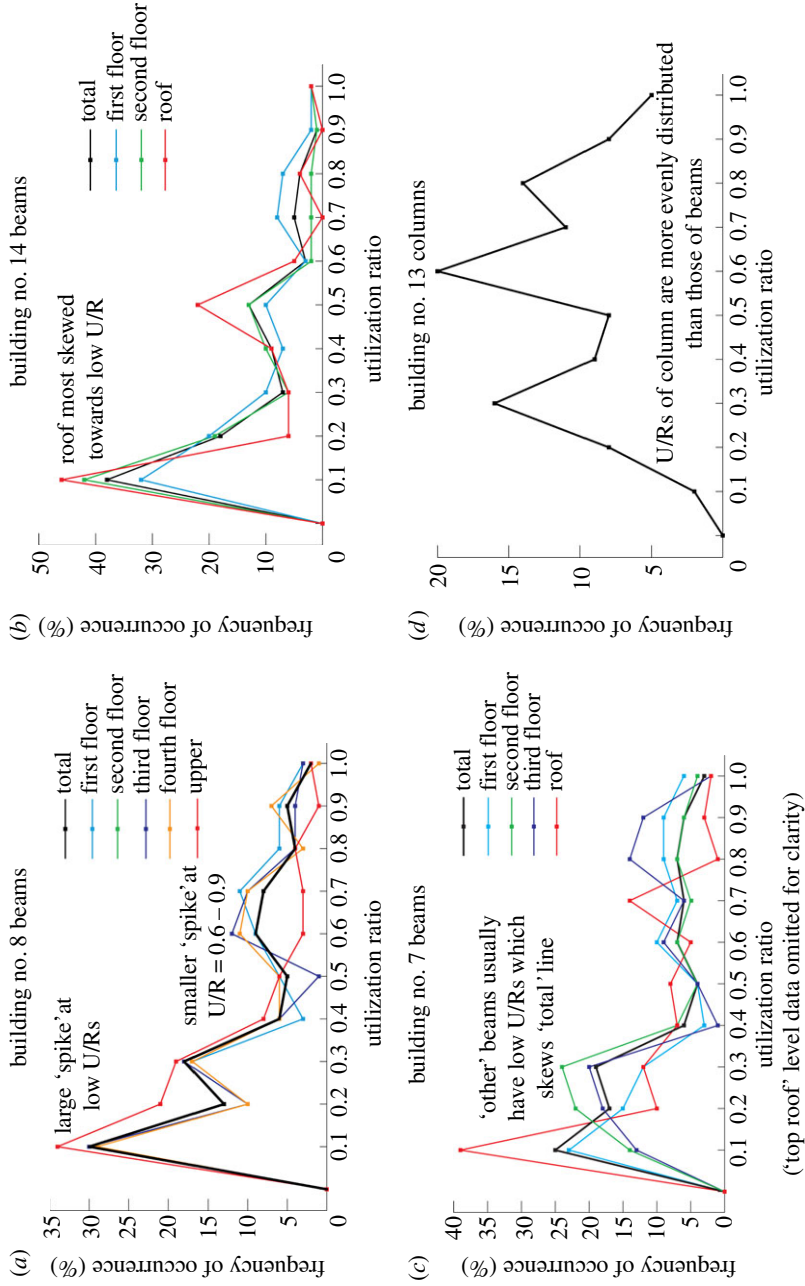 (a)
building no. 8 beams
frequency of occurrence (%)
35
30
25
20
15
10
5
0
0.1
0.2
0.3
0.4
0.5
0.6
0.7
0.8
0.9
1.0
utilization ratio
large ‘spike’ at
low U/Rs
smaller ‘spike’ at
U/R = 0.6 – 0.9
total
first floor
second floor
third floor
fourth floor
upper
(b)
building no. 14 beams
frequency of occurrence (%)
50
40
30
20
10
0
0.1
0.2
0.3
0.4
0.5
0.6
0.7
0.8
0.9
1.0
utilization ratio
roof most skewed
towards low U/R
total
first floor
second floor
roof
(c)
building no. 7 beams
frequency of occurrence (%)
40
35
30
25
20
15
10
5
0
0.1
0.2
0.3
0.4
0.5
0.6
0.7
0.8
0.9
1.0
utilization ratio
(‘top roof’ level data omitted for clarity)
‘other’ beams usually
have low U/Rs which
skews ‘total’ line
total
first floor
second floor
third floor
roof
(d)
building no. 13 columns
frequency of occurrence (%)
20
15
10
5
0
0.1
0.2
0.3
0.4
0.5
0.6
0.7
0.8
0.9
1.0
utilization ratio
U/Rs of column are more evenly distributed
than those of beams